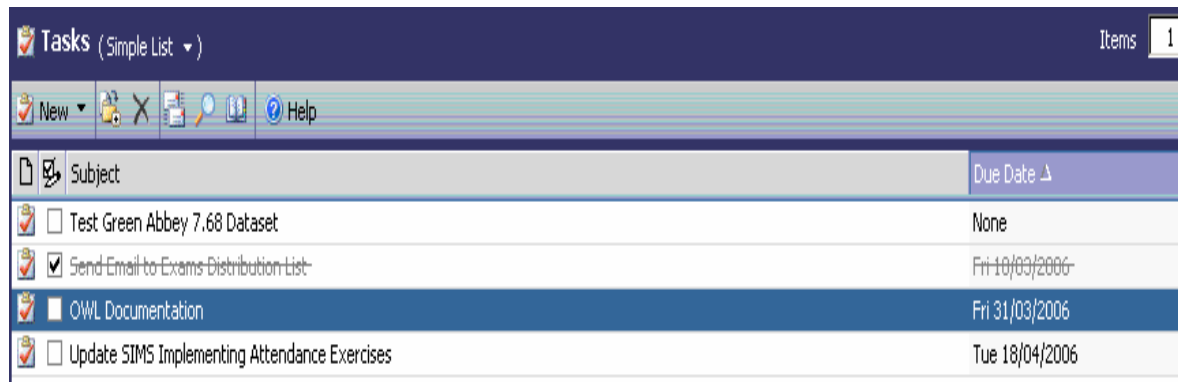 Tasks (Simple List ▾) Items 1
New Help
Subject Due Date
Test Green Abbey 7.68 Dataset None
Send Email to Exams Distribution List Fri 10/03/2006
OWL Documentation Fri 31/03/2006
Update SIMS Implementing Attendance Exercises Tue 18/04/2006